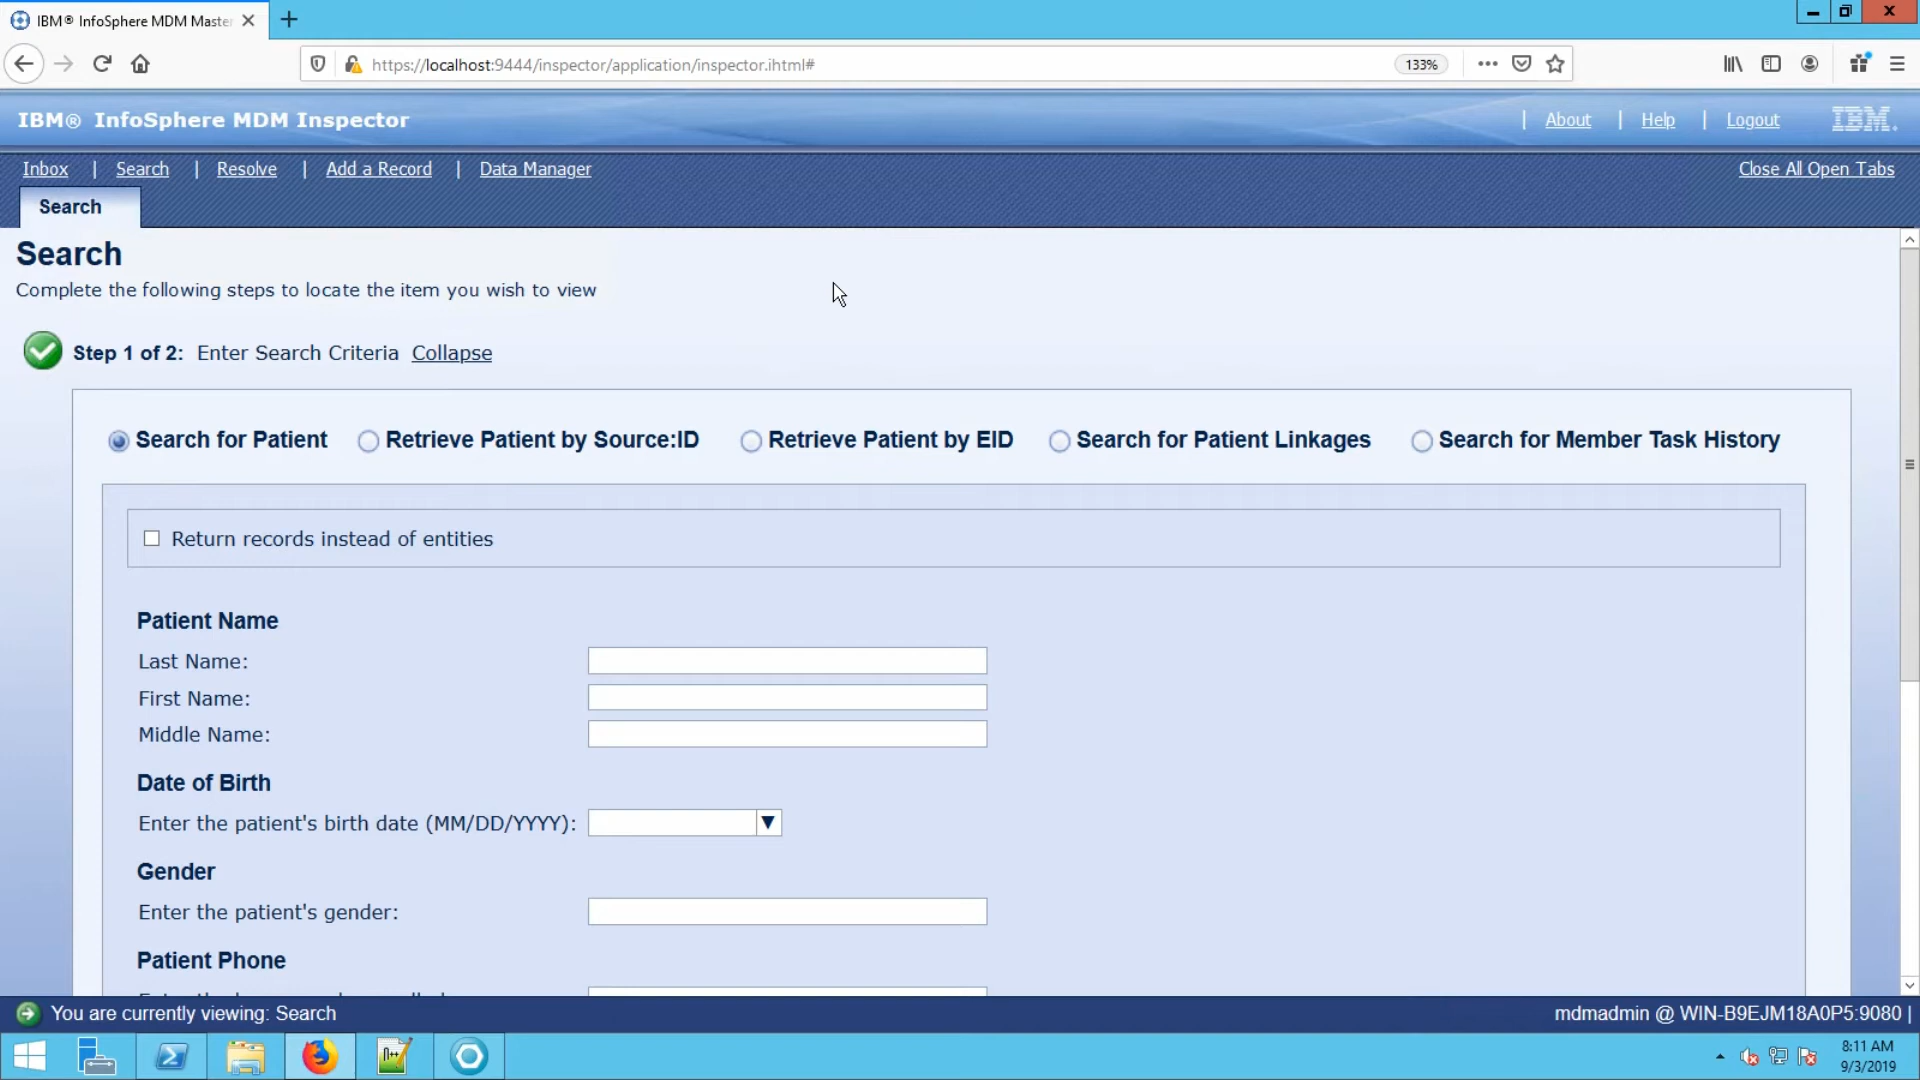 IBM® InfoSphere MDM Master
https://localhost:9444/inspector/application/inspector.ihtml#
133%
IBM® InfoSphere MDM Inspector
| About | Help | Logout IBM.
Inbox | Search | Resolve | Add a Record | Data Manager
Close All Open Tabs
Search
Search
Complete the following steps to locate the item you wish to view
Step 1 of 2: Enter Search Criteria Collapse
Search for Patient Retrieve Patient by Source:ID Retrieve Patient by EID Search for Patient Linkages Search for Member Task History
Return records instead of entities
Patient Name
Last Name:
First Name:
Middle Name:
Date of Birth
Enter the patient's birth date (MM/DD/YYYY):
Gender
Enter the patient's gender:
Patient Phone
You are currently viewing: Search
mdmadmin @ WIN-B9EJM18A0P5:9080 |
8:11 AM
9/3/2019